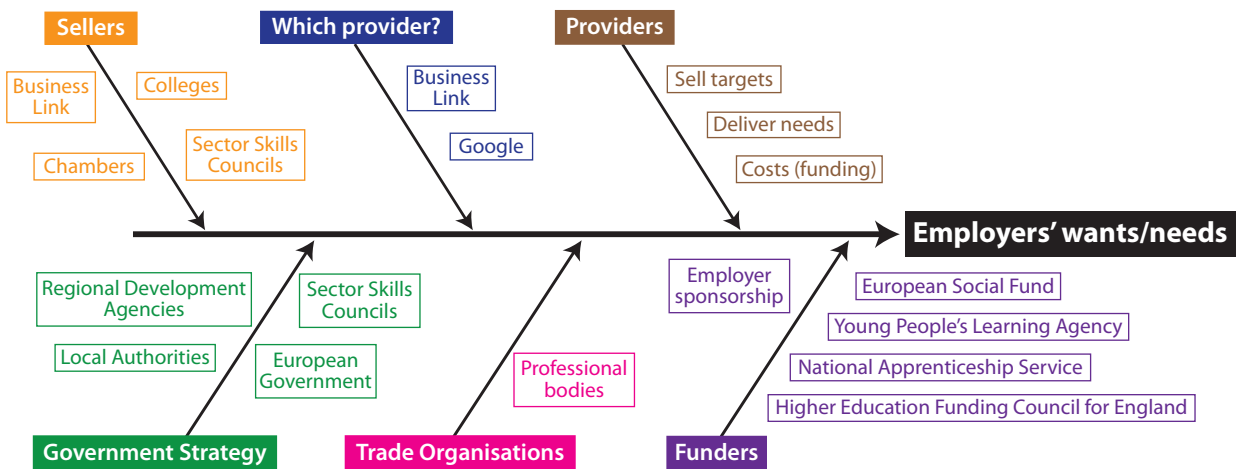 Sellers
Business
Link
Colleges
Chambers
Sector Skills
Councils
Which provider?
Business
Link
Google
Providers
Sell targets
Deliver needs
Costs (funding)
Employers’ wants/needs
Regional Development
Agencies
Sector Skills
Councils
Local Authorities
European
Government
Government Strategy
Professional
bodies
Trade Organisations
Employer
sponsorship
European Social Fund
Young People’s Learning Agency
National Apprenticeship Service
Higher Education Funding Council for England
Funders